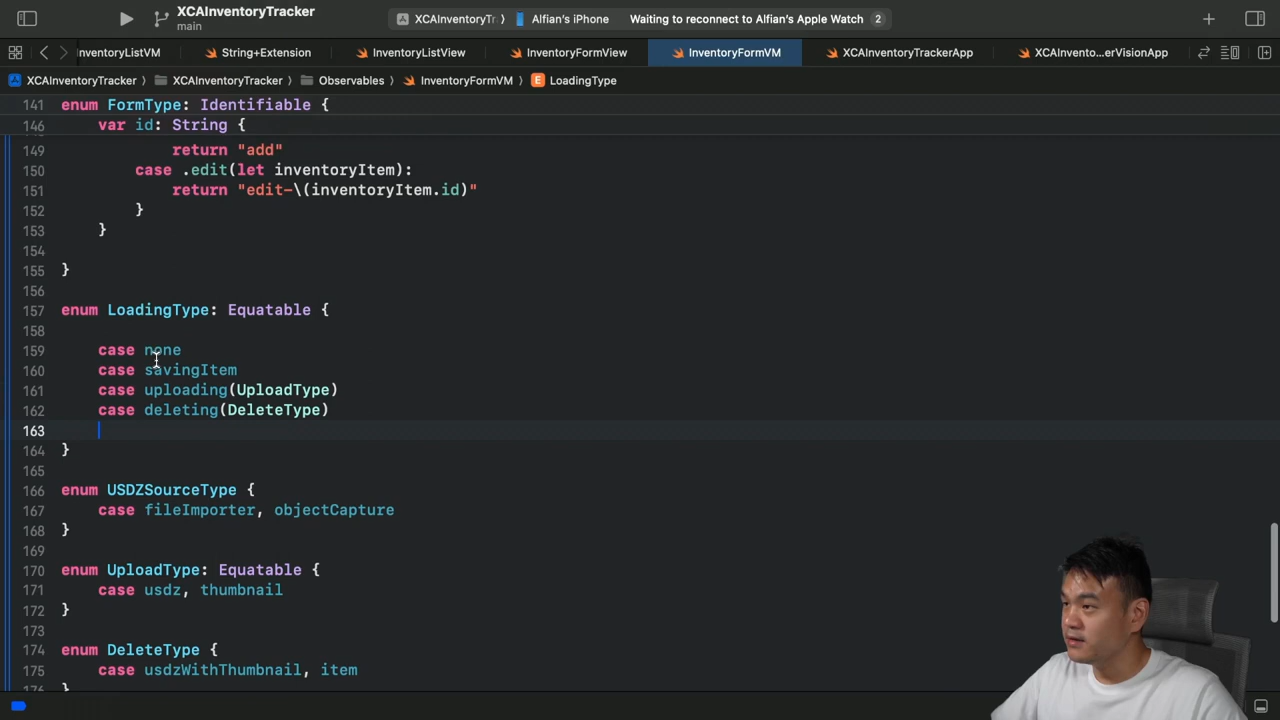 XCAInventoryTracker
main
XCAInventoryTr. 〉 Alfian's iPhone Waiting to reconnect to Alfian's Apple Watch 2
nventoryListVM String+Extension InventoryListView InventoryFormView InventoryFormVM XCAInventoryTrackerApp XCAInvento...erVisionApp
XCAInventoryTracker 〉 XCAInventoryTracker 〉 Observables 〉 InventoryFormVM 〉 E LoadingType
141 enum FormType: Identifiable {
146 var id: String {
149 return "add"
150 case .edit(let inventoryItem):
151 return "edit-\(inventoryItem.id)"
152 }
153 }
154
155 }
156
157 enum LoadingType: Equatable {
158
159 case none
160 case savingItem
161 case uploading(UploadType)
162 case deleting(DeleteType)
163
164 }
165
166 enum USDZSourceType {
167 case fileImporter, objectCapture
168 }
169
170 enum UploadType: Equatable {
171 case usdz, thumbnail
172 }
173
174 enum DeleteType {
175 case usdzWithThumbnail, item
176 }